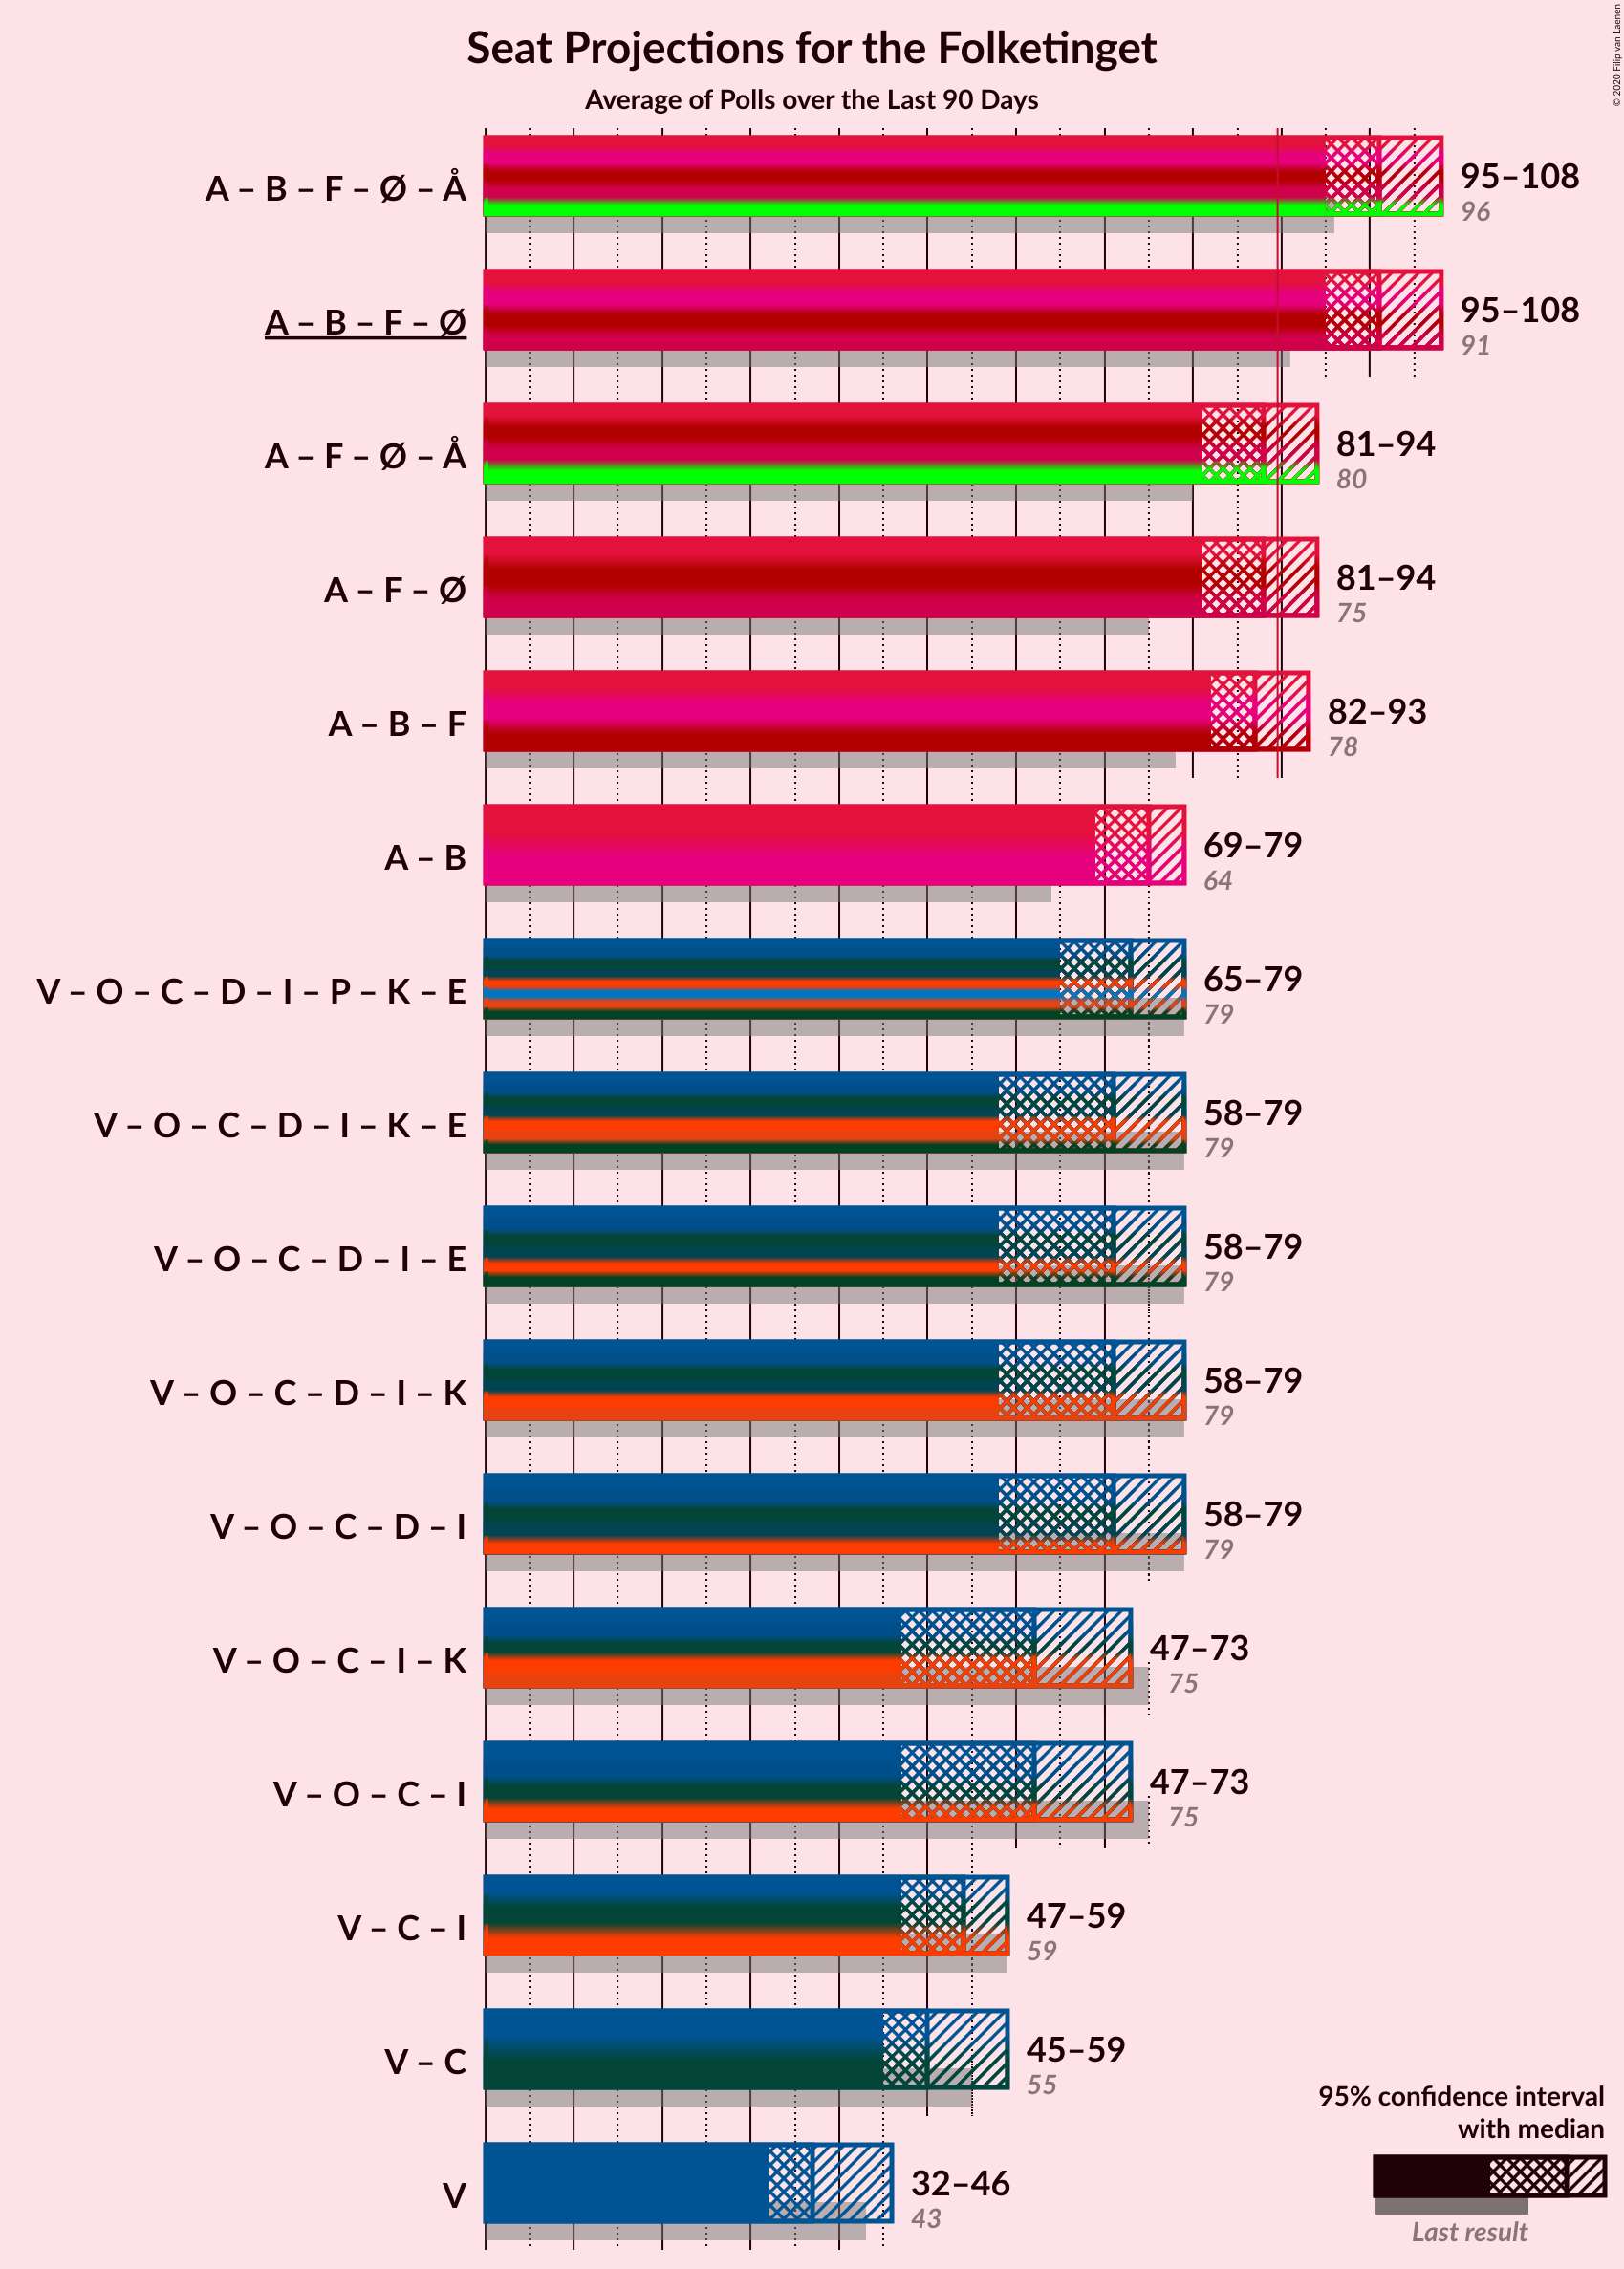 © 2020 Filip van Laenen
Seat Projections for the Folketinget
Average of Polls over the Last 90 Days
A – B – F – Ø – Å
95–108
96
A – B – F – Ø
95–108
91
A – F – Ø – Å
81–94
80
A – F – Ø
81–94
75
A – B – F
82–93
78
A – B
69–79
64
V – O – C – D – I – P – K – E
65–79
79
V – O – C – D – I – K – E
58–79
79
V – O – C – D – I – E
58–79
79
V – O – C – D – I – K
58–79
79
V – O – C – D – I
58–79
79
V – O – C – I – K
47–73
75
V – O – C – I
47–73
75
V – C – I
47–59
59
V – C
45–59
55
V
32–46
43
95% confidence interval
with median
Last result